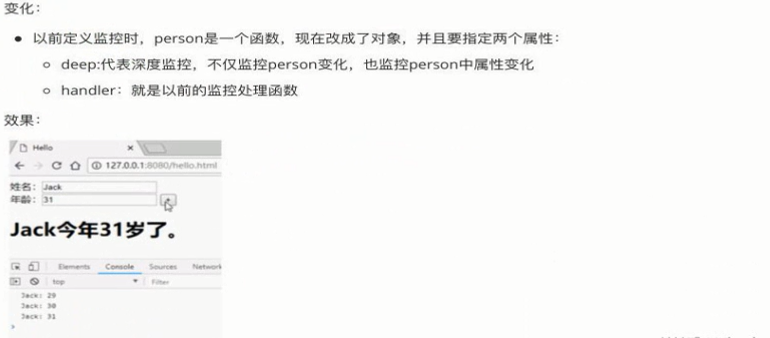 变化：
● 以前定义监控时，person是一个函数，现在改成了对象，并且要指定两个属性：
○ deep:代表深度监控，不仅监控person变化，也监控person中属性变化
○ handler：就是以前的监控处理函数
效果：
Hello
127.0.0.1:8080/hello.html
姓名： Jack
年龄： 31 +
Jack今年31岁了。
Elements Console Sources Network
top Filter
Jack: 29
Jack: 30
Jack: 31